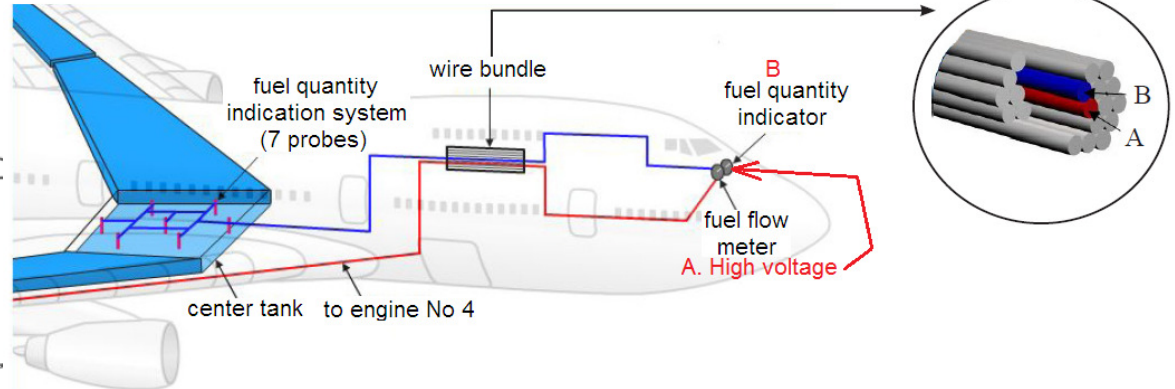 fuel quantity
indication system
(7 probes)
wire bundle
B
fuel quantity
indicator
B
A
fuel flow
meter
A. High voltage
center tank
to engine No 4